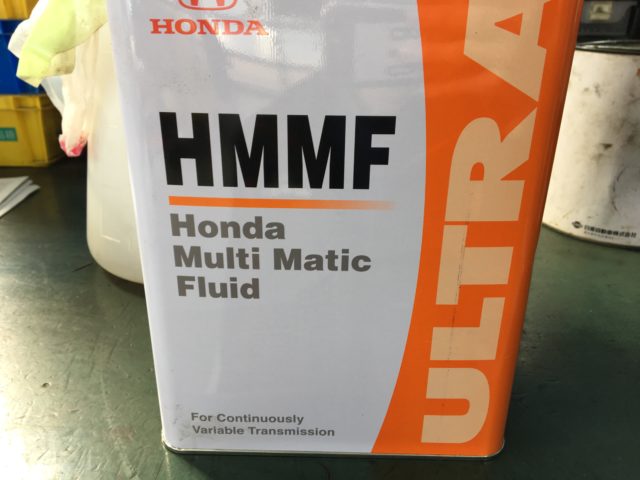 HONDA
HMMF
Honda
Multi Matic
Fluid
For Continuously
Variable Transmission
ULTRA